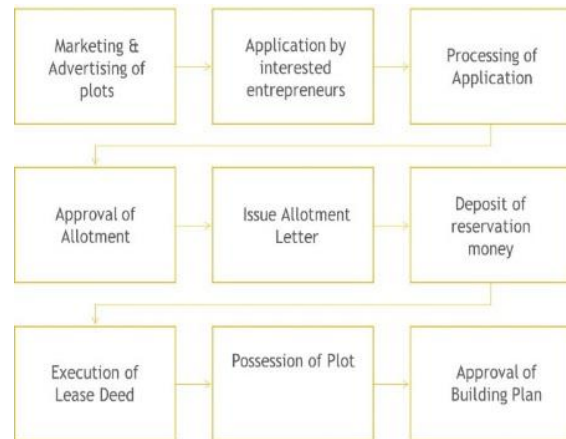 Marketing &
Advertising of
plots
Application by
interested
entrepreneurs
Processing of
Application
Approval of
Allotment
Issue Allotment
Letter
Deposit of
reservation
money
Execution of
Lease Deed
Possession of Plot
Approval of
Building Plan